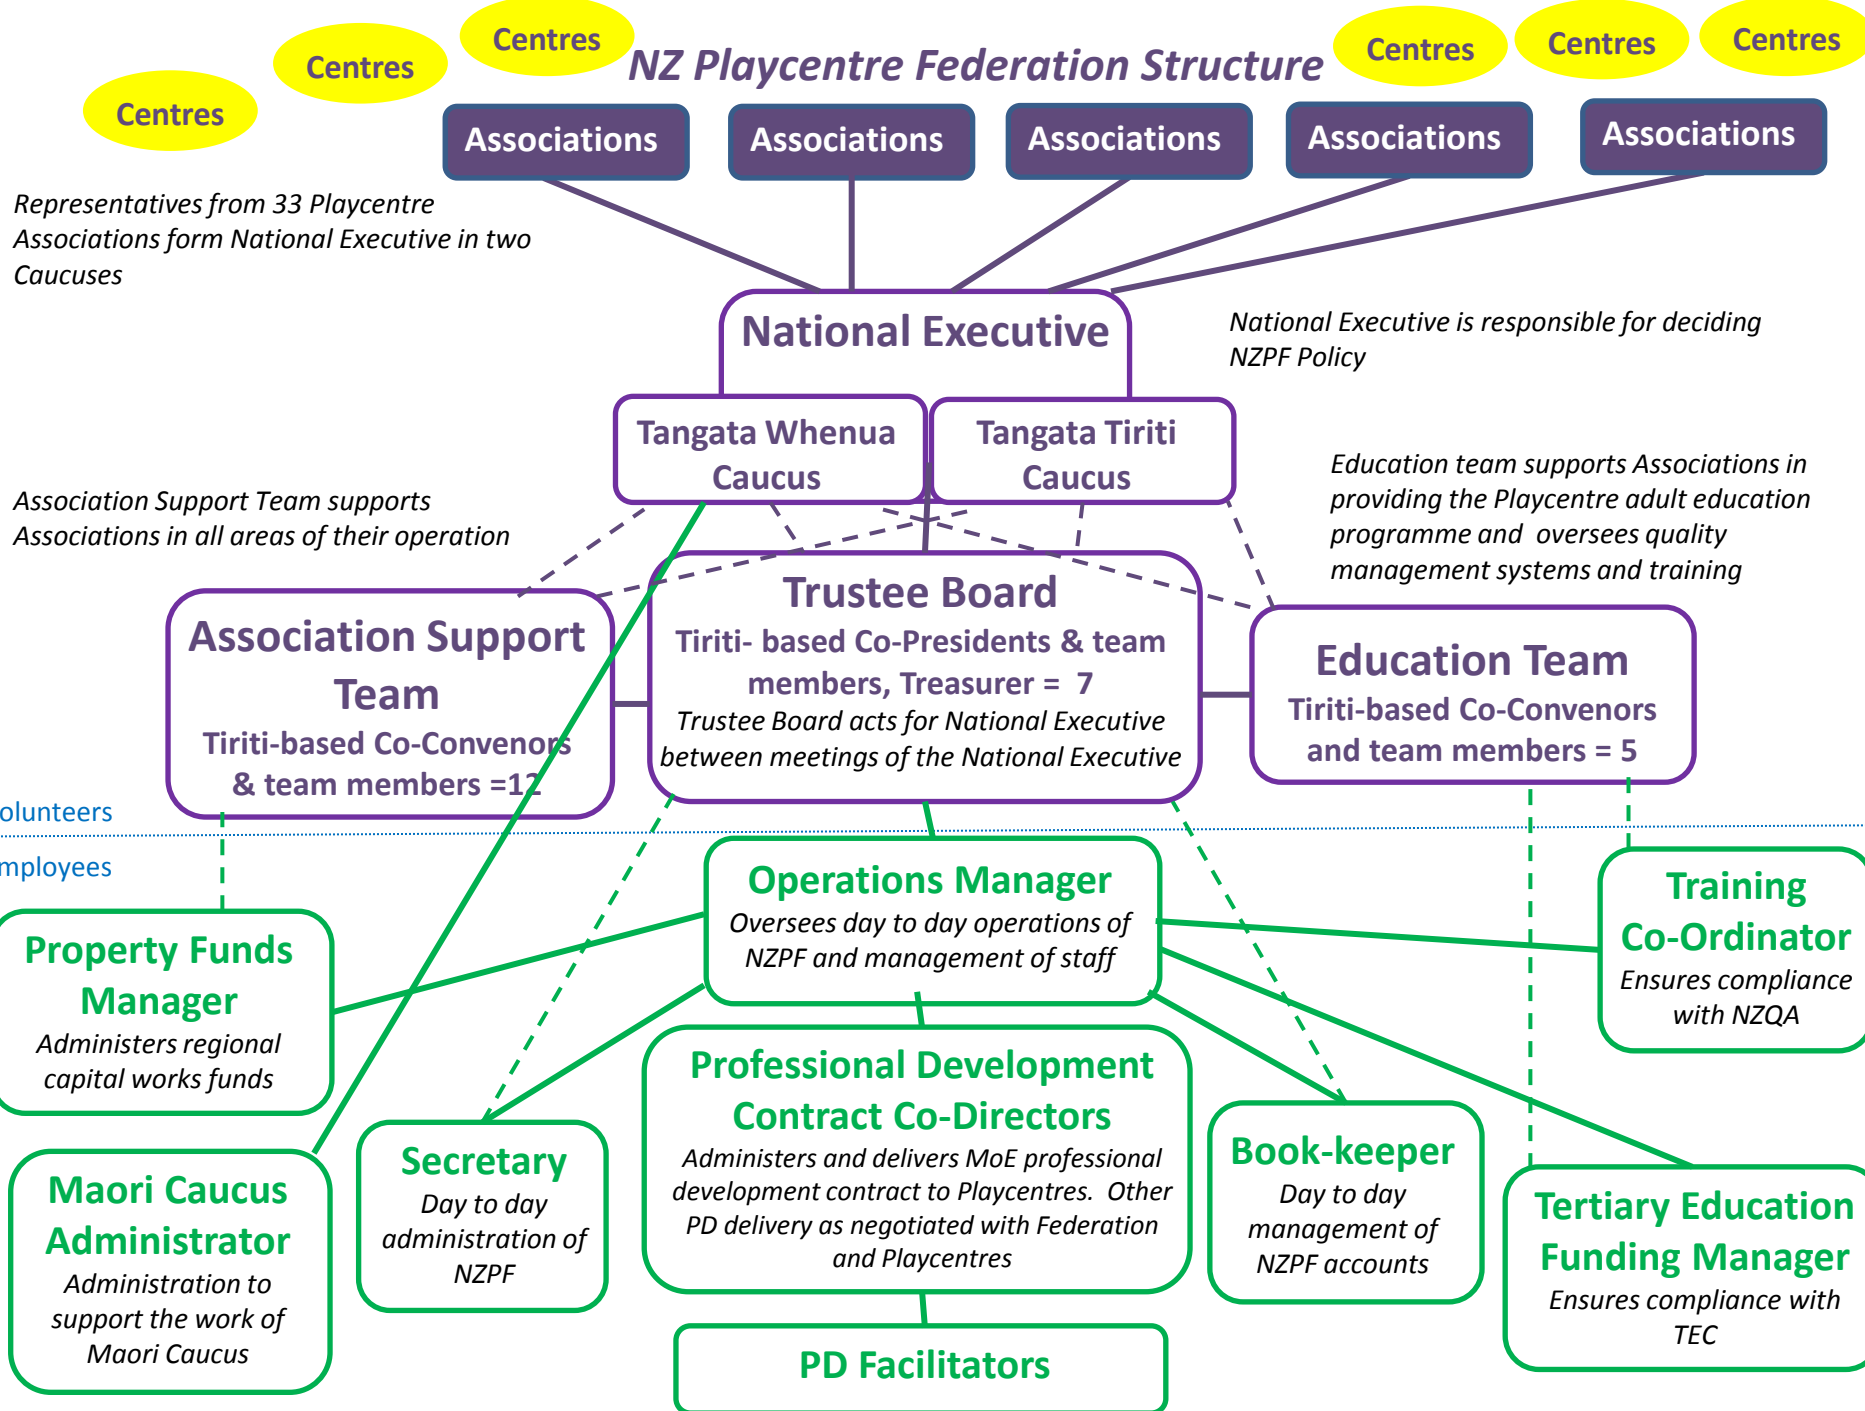 Centres
Centres
Centres
Centres
Centres
Centres
NZ Playcentre Federation Structure
Associations
Associations
Associations
Associations
Associations
Representatives from 33 Playcentre
Associations form National Executive in two
Caucuses
National Executive
National Executive is responsible for deciding
NZPF Policy
Tangata Whenua
Caucus
Tangata Tiriti
Caucus
Association Support Team supports
Associations in all areas of their operation
Education team supports Associations in
providing the Playcentre adult education
programme and oversees quality
management systems and training
Association Support
Team
Tiriti-based Co-Convenors
& team members =12
Trustee Board
Tiriti- based Co-Presidents & team
members, Treasurer = 7
Trustee Board acts for National Executive
between meetings of the National Executive
Education Team
Tiriti-based Co-Convenors
and team members = 5
olunteers
mployees
Operations Manager
Oversees day to day operations of
NZPF and management of staff
Training
Co-Ordinator
Ensures compliance
with NZQA
Property Funds
Manager
Administers regional
capital works funds
Professional Development
Contract Co-Directors
Administers and delivers MoE professional
development contract to Playcentres. Other
PD delivery as negotiated with Federation
and Playcentres
Maori Caucus
Administrator
Administration to
support the work of
Maori Caucus
Secretary
Day to day
administration of
NZPF
Book-keeper
Day to day
management of
NZPF accounts
Tertiary Education
Funding Manager
Ensures compliance with
TEC
PD Facilitators